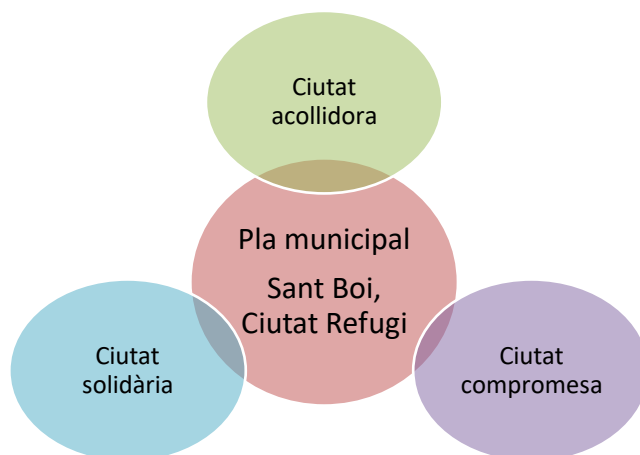 Ciutat
acollidora
Pla municipal
Sant Boi,
Ciutat Refugi
Ciutat
solidària
Ciutat
compromesa